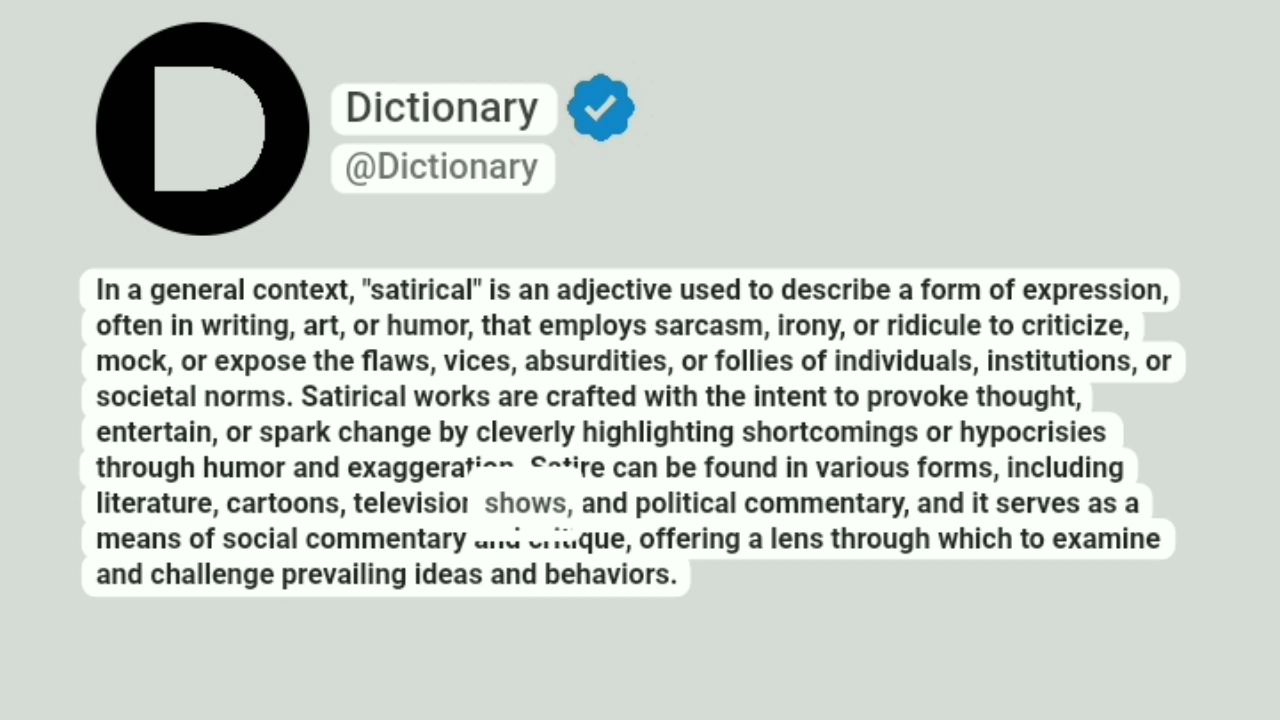 D
Dictionary
@Dictionary
In a general context, "satirical" is an adjective used to describe a form of expression,
often in writing, art, or humor, that employs sarcasm, irony, or ridicule to criticize,
mock, or expose the flaws, vices, absurdities, or follies of individuals, institutions, or
societal norms. Satirical works are crafted with the intent to provoke thought,
entertain, or spark change by cleverly highlighting shortcomings or hypocrisies
through humor and exaggeration. Satire can be found in various forms, including
literature, cartoons, television shows, and political commentary, and it serves as a
means of social commentary and critique, offering a lens through which to examine
and challenge prevailing ideas and behaviors.